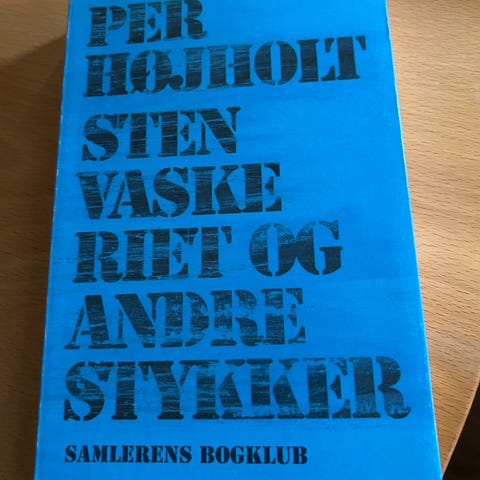 PER
HØJHOLT
STEN
VASKE
RIET OG
ANDRE
STYKKER
SAMLERENS BOGKLUB